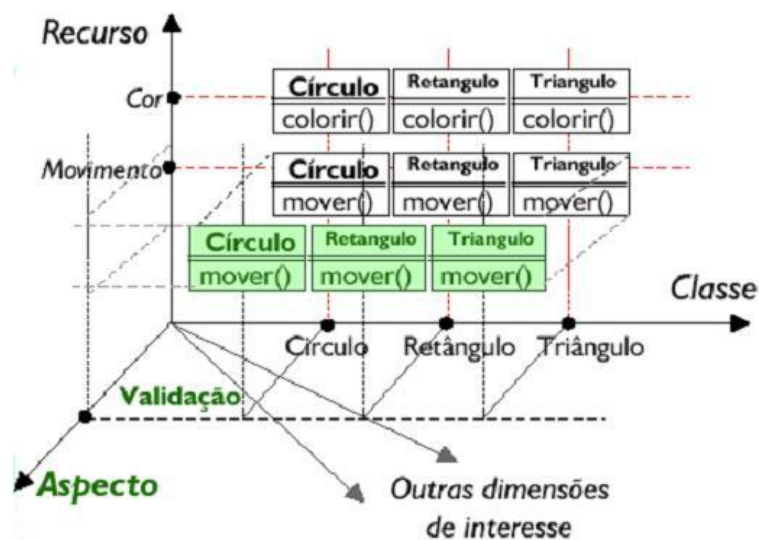 Recurso
Cor
Círculo Retangulo Triangulo
colorir() colorir() colorir()
Movimento
Círculo Retangulo Triangulo
mover() mover() mover()
Círculo Retangulo Triangulo
mover() mover() mover()
Classe
Círculo Retângulo Triângulo
Validação
Aspecto
Outras dimensões
de interesse